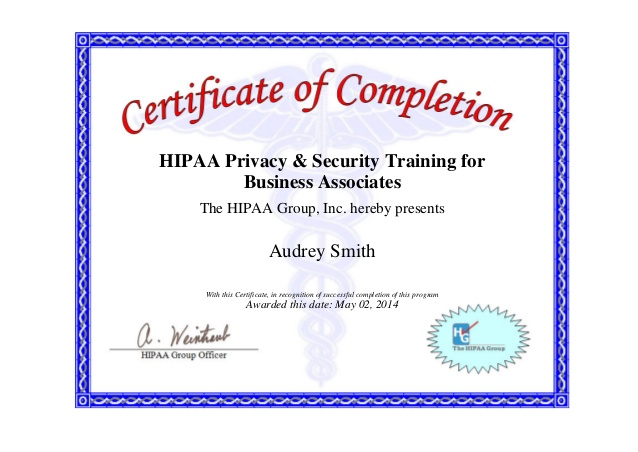 Certificate of Completion
HIPAA Privacy & Security Training for
Business Associates
The HIPAA Group, Inc. hereby presents
Audrey Smith
With this Certificate, in recognition of successful completion of this program
Awarded this date: May 02, 2014
A. Weintraub
HIPAA Group Officer
HG
The HIPAA Group